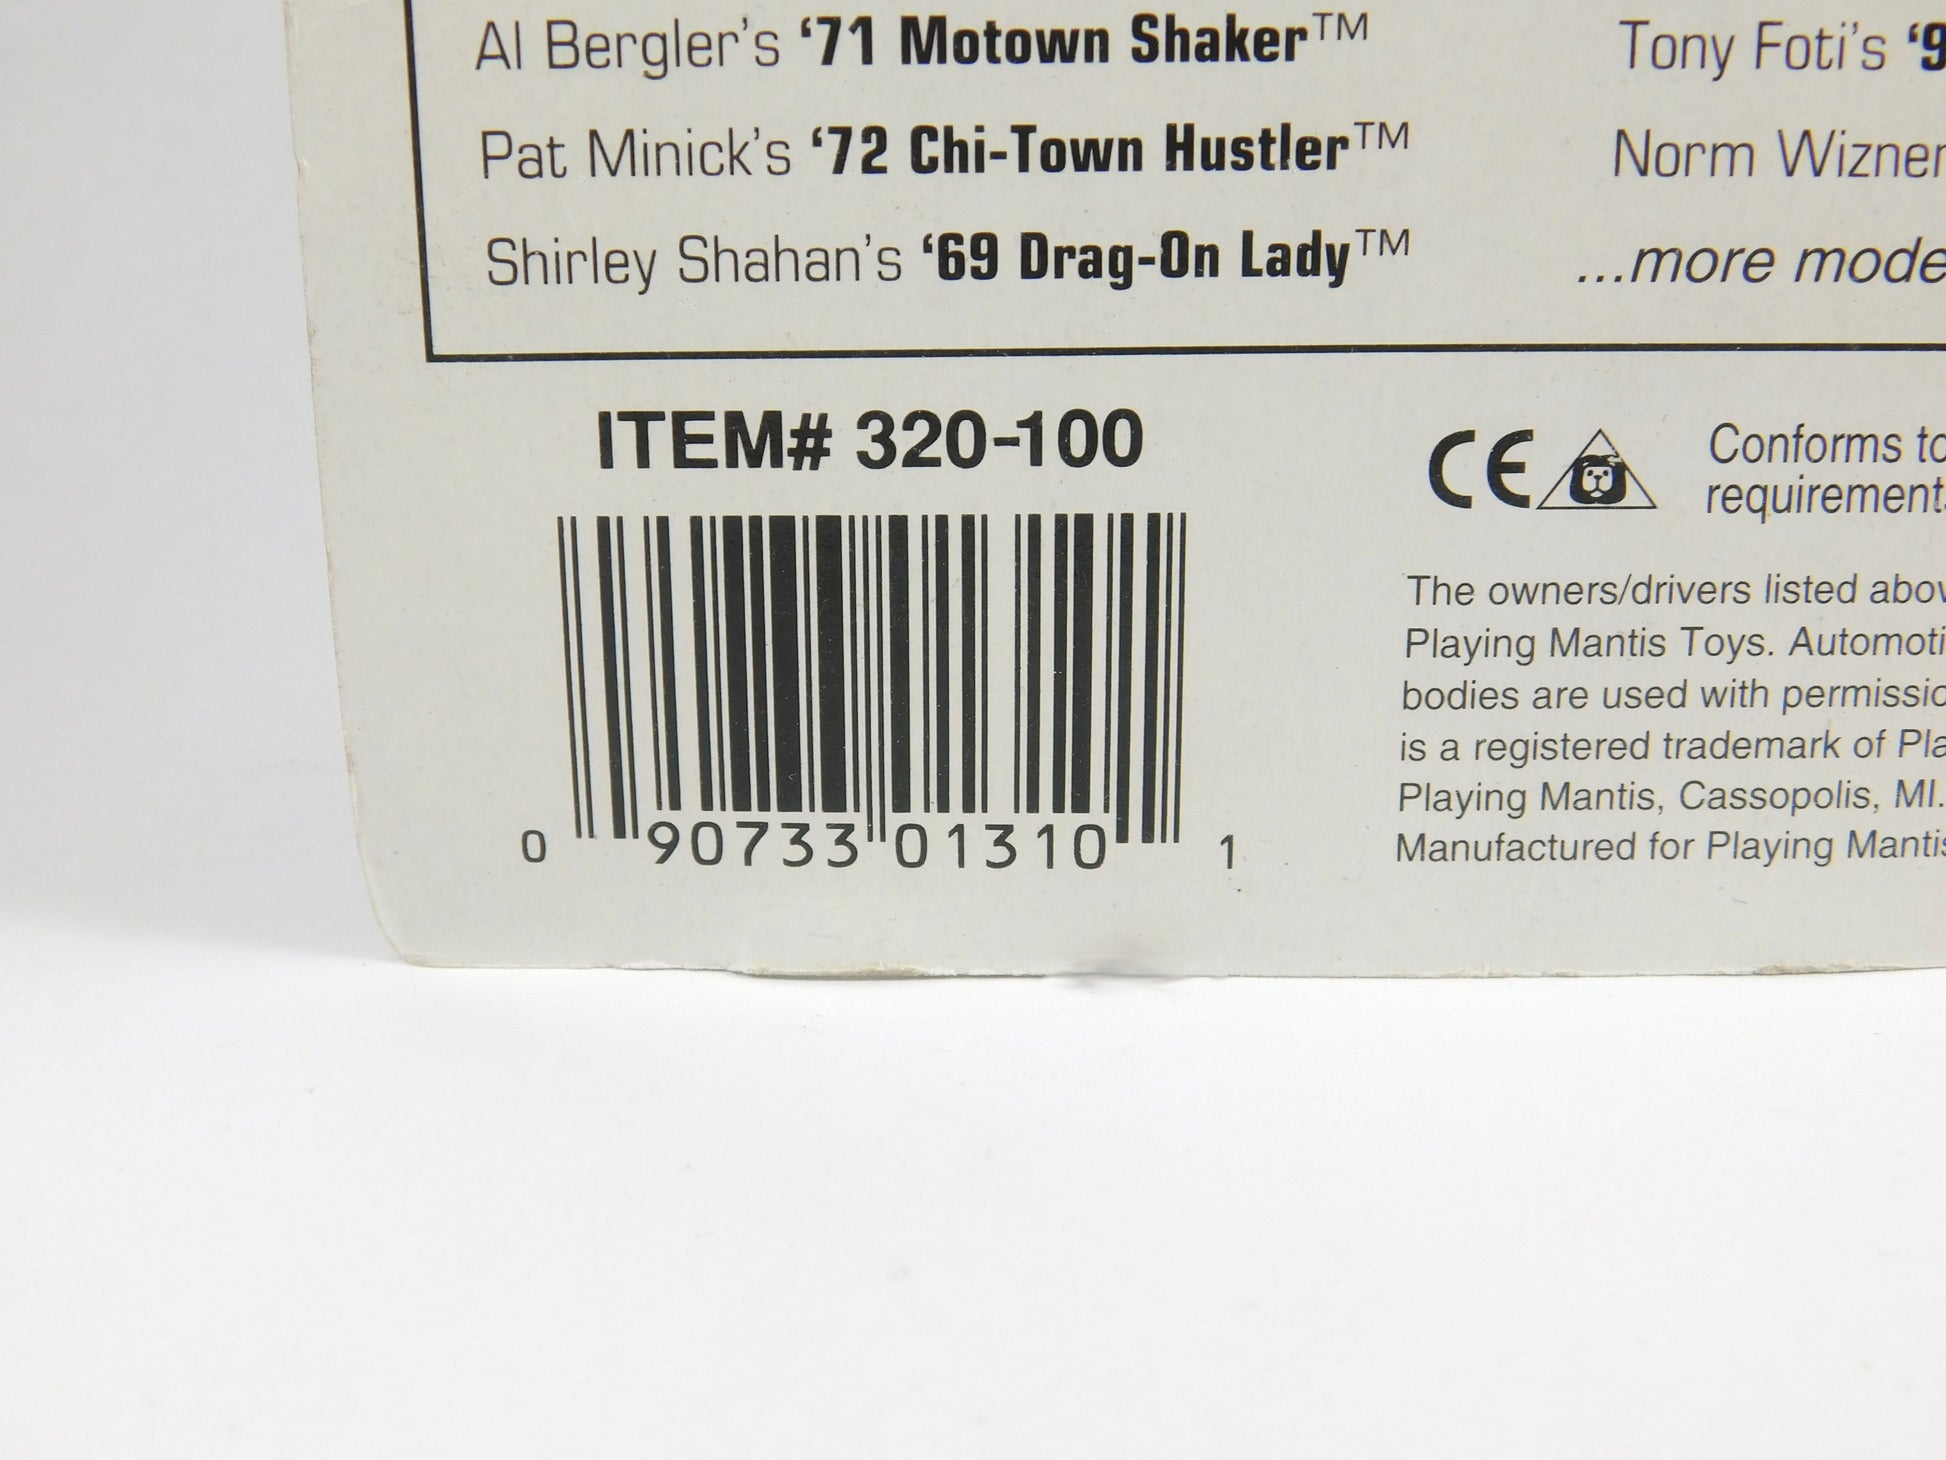 Al Bergler's '71 Motown Shaker™
Tony Foti's '9
Pat Minick's '72 Chi-Town Hustler™
Norm Wizner
Shirley Shahan's '69 Drag-On Lady™
...more mode
ITEM# 320-100
0 90733 01310 1
CE
Conforms to
requirements
The owners/drivers listed abov
Playing Mantis Toys. Automoti
bodies are used with permissio
is a registered trademark of Pla
Playing Mantis, Cassopolis, MI.
Manufactured for Playing Mantis